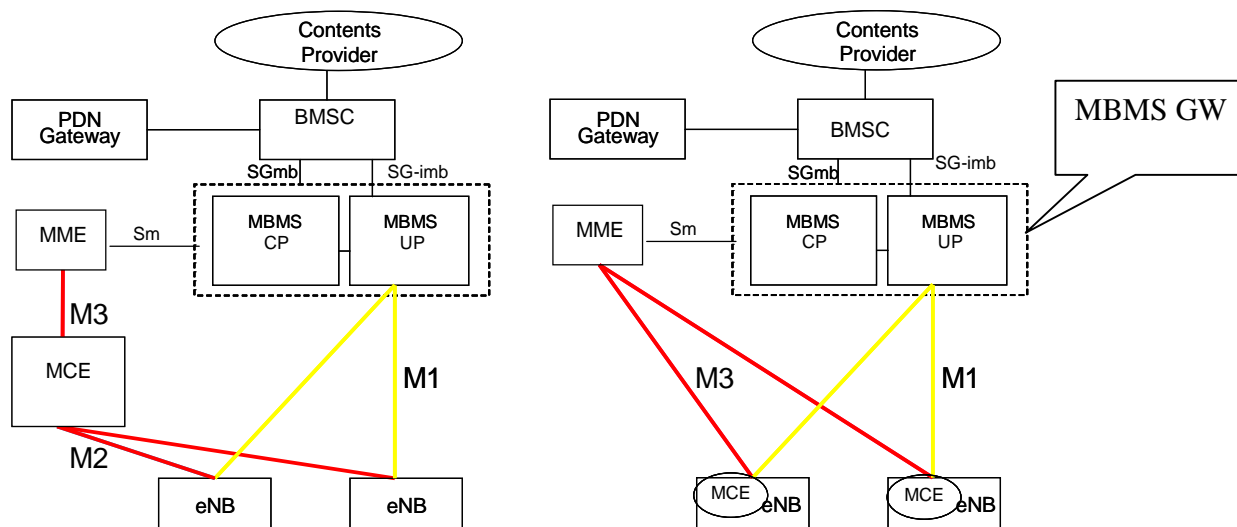 Contents
Provider
PDN
Gateway
BMSC
SGmb
SG-imb
MME
Sm
MBMS
CP
MBMS
UP
M3
MCE
M1
M2
eNB
eNB
Contents
Provider
MBMS GW
PDN
Gateway
BMSC
SGmb
SG-imb
MME
Sm
MBMS
CP
MBMS
UP
M3
M1
MCE
eNB
MCE
eNB